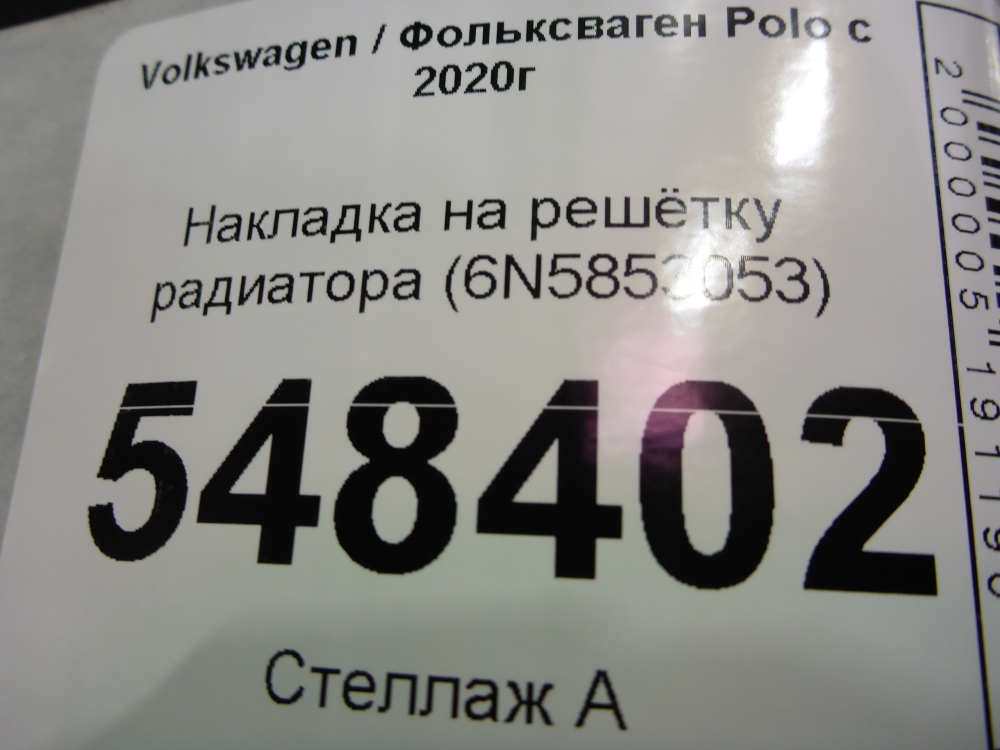 Volkswagen / Фольксваген Polo с
2020г
Накладка на решётку
радиатора (6N5853053)
548402
Стеллаж А